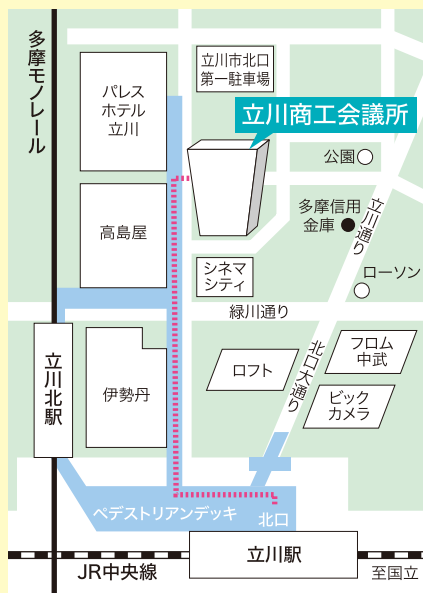 多摩モノレール
立川市北口
第一駐車場
パレス
ホテル
立川
立川商工会議所
公園
立川通り
多摩信用
金庫
高島屋
シネマ
シティ
ローソン
緑川通り
北口大通り
フロム
中武
ロフト
ビック
カメラ
伊勢丹
立川北駅
ペデストリアンデッキ
北口
立川駅
JR中央線
至国立